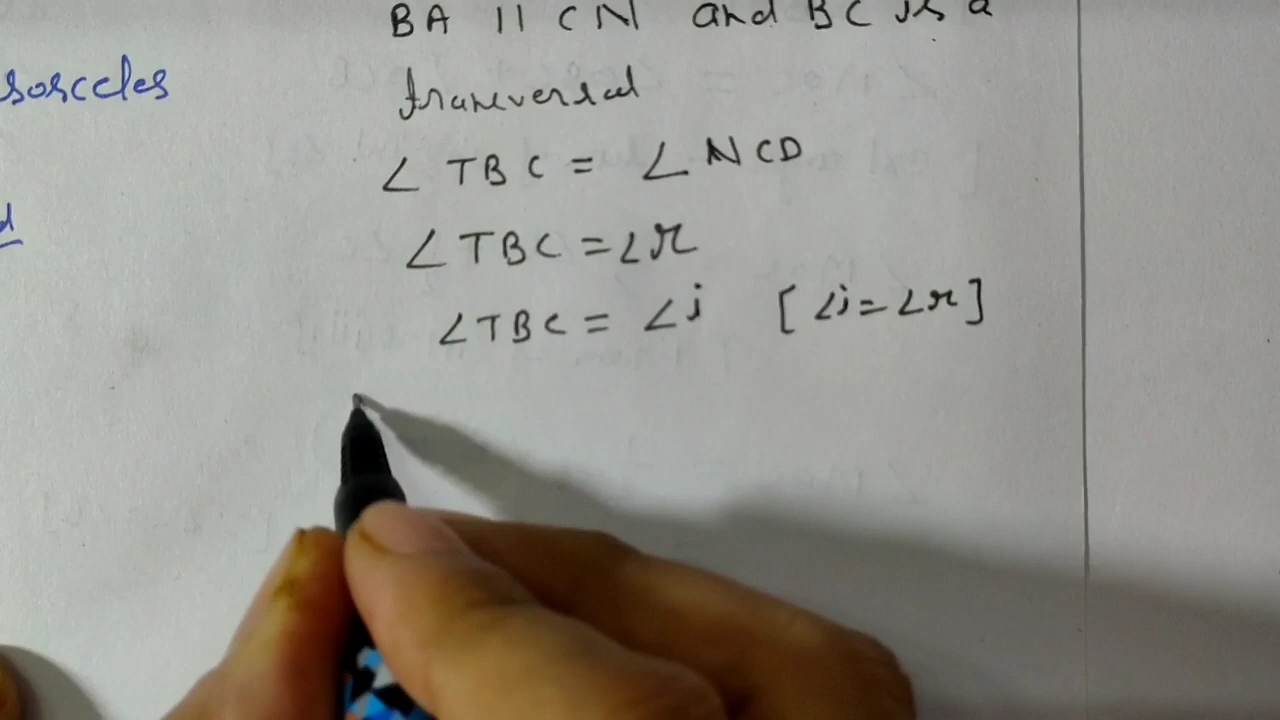 BA || CN and BC is a
sosceles
transversal
∠TBC = ∠NCD
∠TBC = ∠r
∠TBC = ∠i [∠i = ∠r]